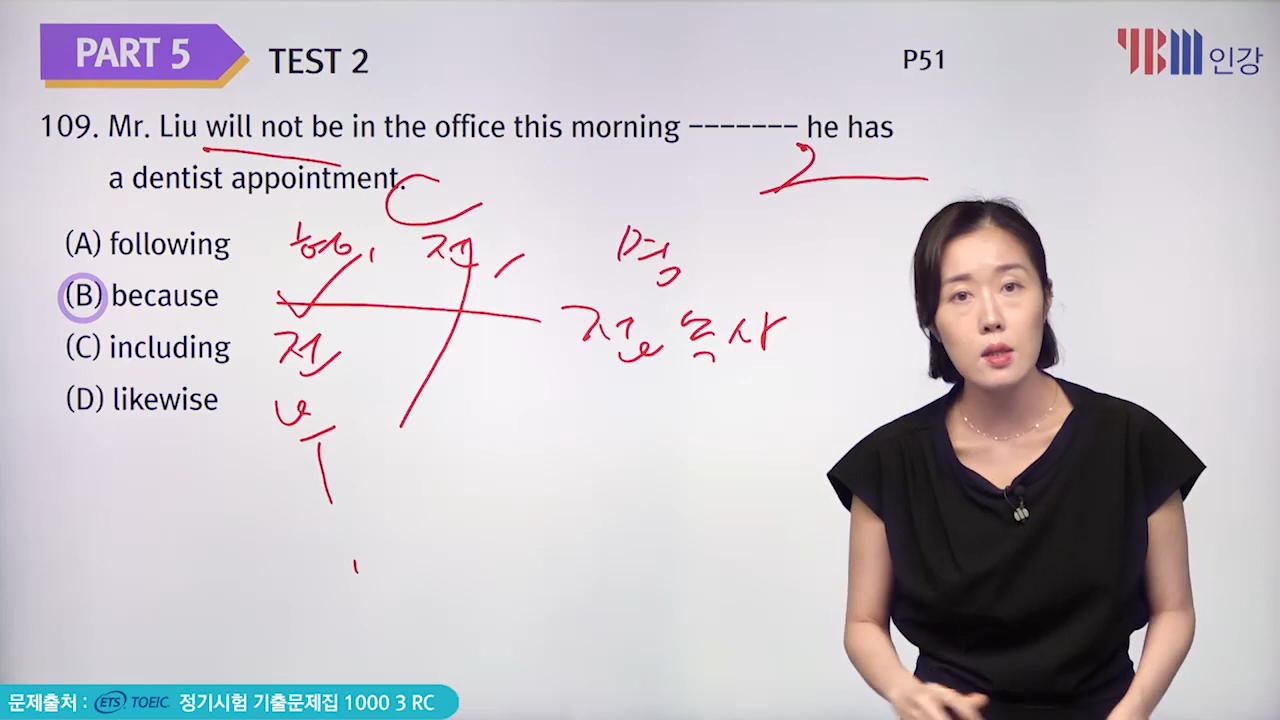 PART 5
TEST 2
P51
YBM 인강
109. Mr. Liu will not be in the office this morning ------- he has
a dentist appointment.
2
C
(A) following 형, 전, 명
(B) because
(C) including 전
전속사
(D) likewise 부
문제출처 : ETS TOEIC 정기시험 기출문제집 1000 3 RC